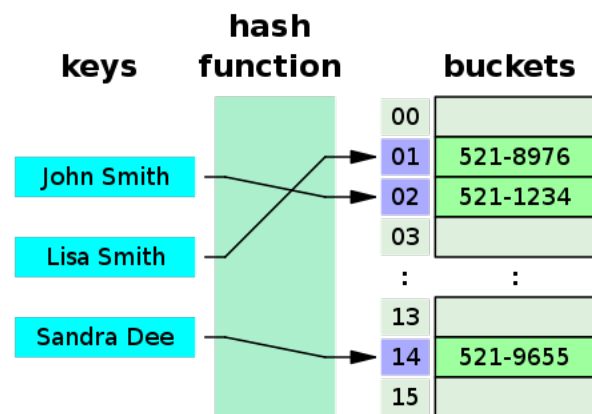 hash
keys function buckets
00
01 521-8976
John Smith
02 521-1234
03
Lisa Smith
: :
13
Sandra Dee
14 521-9655
15